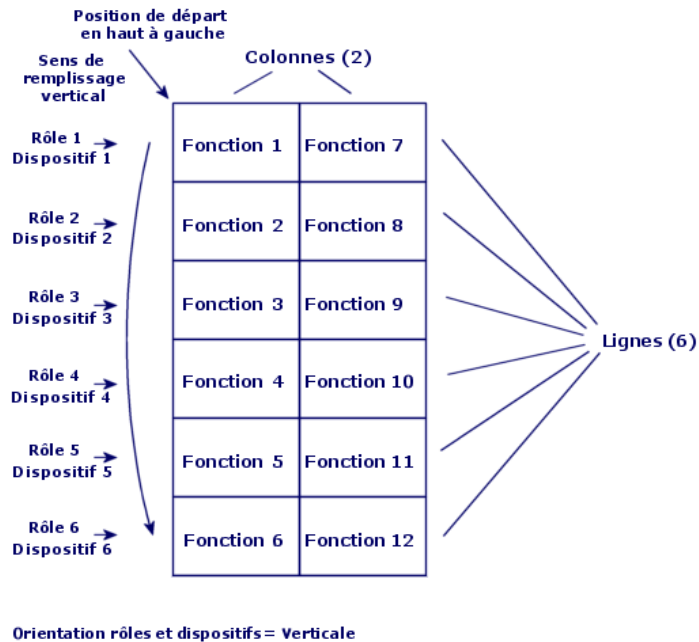 Position de départ
en haut à gauche
Colonnes (2)
Sens de
remplissage
vertical
Rôle 1
Dispositif 1
Fonction 1
Fonction 7
Rôle 2
Dispositif 2
Fonction 2
Fonction 8
Rôle 3
Dispositif 3
Fonction 3
Fonction 9
Lignes (6)
Rôle 4
Dispositif 4
Fonction 4
Fonction 10
Rôle 5
Dispositif 5
Fonction 5
Fonction 11
Rôle 6
Dispositif 6
Fonction 6
Fonction 12
Orientation rôles et dispositifs = Verticale